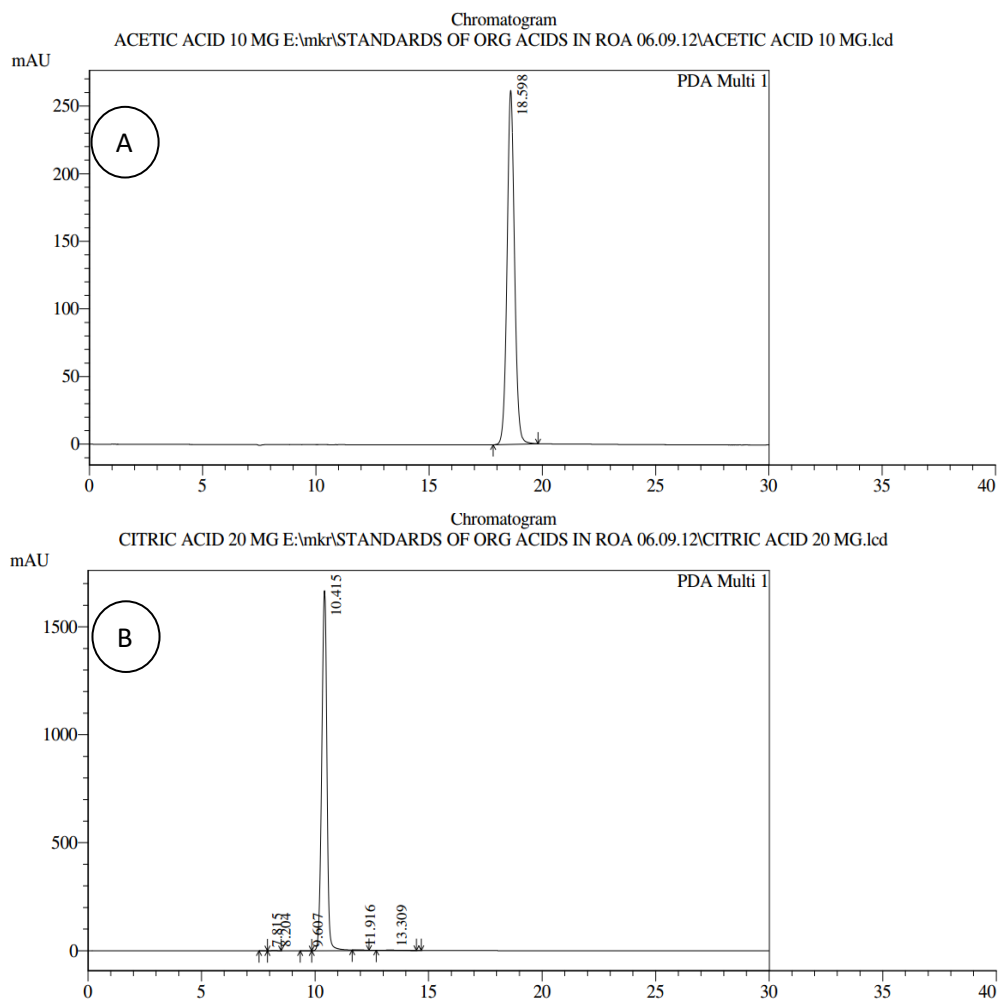 Chromatogram
ACETIC ACID 10 MG E:\mkr\STANDARDS OF ORG ACIDS IN ROA 06.09.12\ACETIC ACID 10 MG.lcd
mAU
PDA Multi 1
18.598
A
250
200
150
100
50
0
0 5 10 15 20 25 30 35 40
Chromatogram
CITRIC ACID 20 MG E:\mkr\STANDARDS OF ORG ACIDS IN ROA 06.09.12\CITRIC ACID 20 MG.lcd
mAU
PDA Multi 1
10.415
B
1500
1000
500
0
7.815 8.204 9.607 11.916 13.309
0 5 10 15 20 25 30 35 40